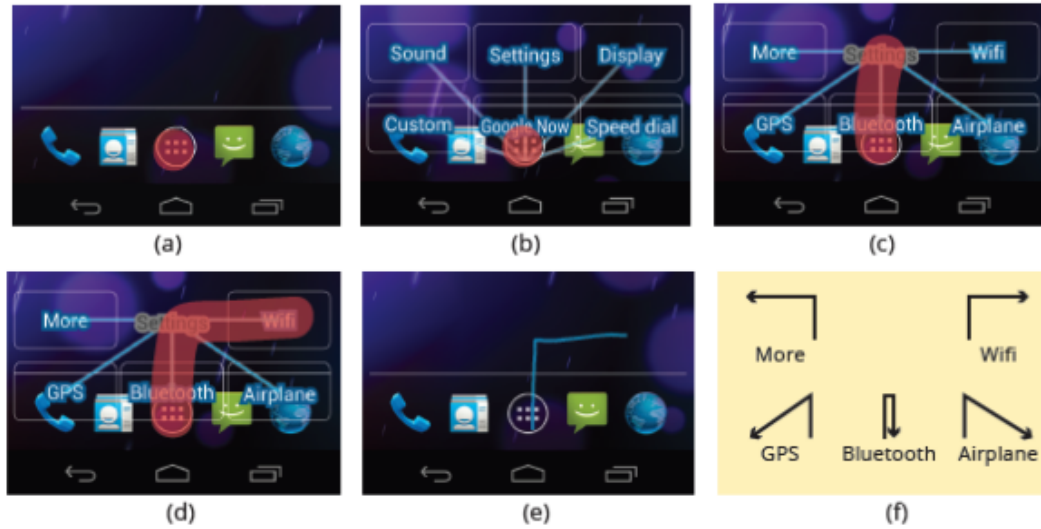 (a)
Sound Settings Display
Custom Google Now Speed dial
(b)
More Settings Wifi
GPS Bluetooth Airplane
(c)
More Settings Wifi
GPS Bluetooth Airplane
(d)
(e)
More Wifi
GPS Bluetooth Airplane
(f)